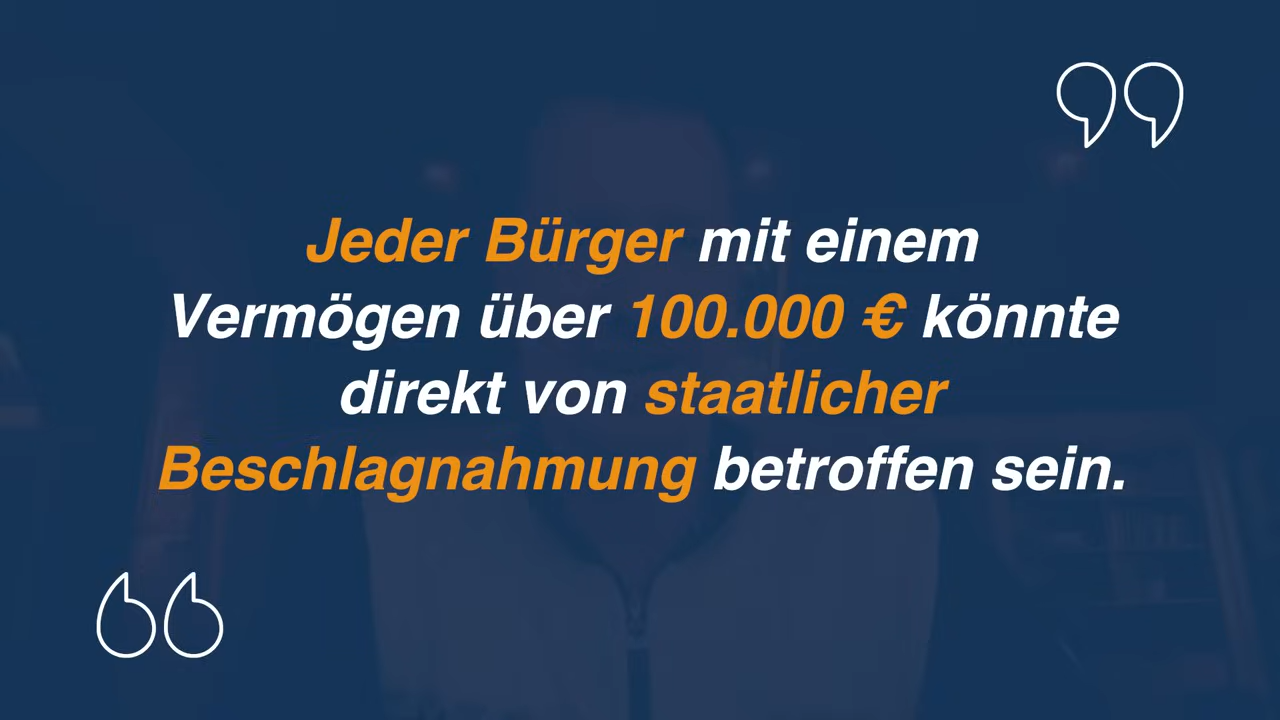 Jeder Bürger mit einem
Vermögen über 100.000 € könnte
direkt von staatlicher
Beschlagnahmung betroffen sein.